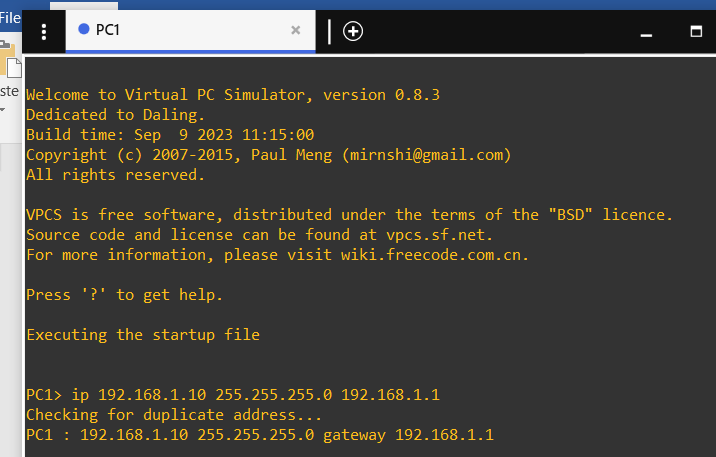 File
PC1
ste
Welcome to Virtual PC Simulator, version 0.8.3
Dedicated to Daling.
Build time: Sep  9 2023 11:15:00
Copyright (c) 2007-2015, Paul Meng (mirnshi@gmail.com)
All rights reserved.
VPCS is free software, distributed under the terms of the "BSD" licence.
Source code and license can be found at vpcs.sf.net.
For more information, please visit wiki.freecode.com.cn.
Press '?' to get help.
Executing the startup file
PC1> ip 192.168.1.10 255.255.255.0 192.168.1.1
Checking for duplicate address...
PC1 : 192.168.1.10 255.255.255.0 gateway 192.168.1.1